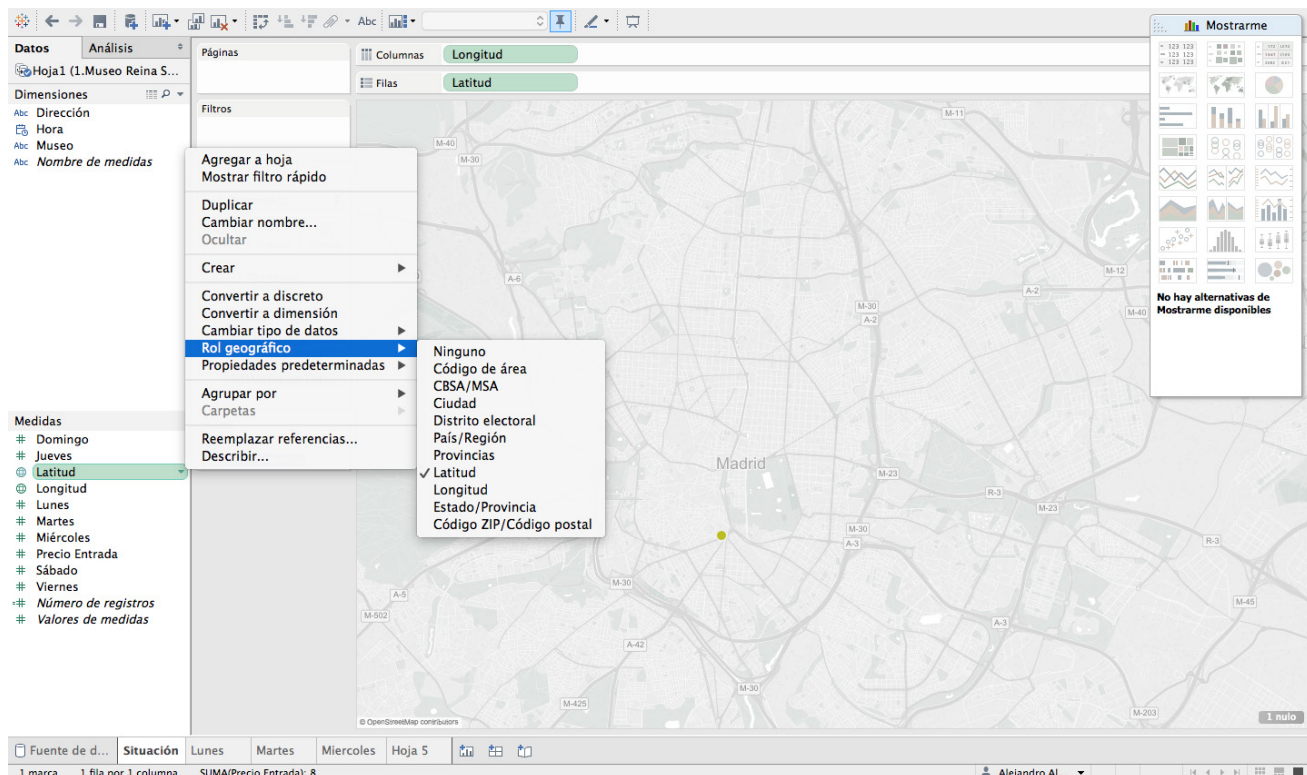 Abc
Mostrarme
Datos Análisis
Hoja1 (1.Museo Reina S...
Dimensiones
Abc Dirección
Hora
Abc Museo
Abc Nombre de medidas
Medidas
# Domingo
# Jueves
Latitud
Longitud
# Lunes
# Martes
# Miércoles
# Precio Entrada
# Sábado
# Viernes
=# Número de registros
# Valores de medidas
Páginas
Filtros
Columnas Longitud
Filas Latitud
Agregar a hoja
Mostrar filtro rápido
Duplicar
Cambiar nombre...
Ocultar
Crear
Convertir a discreto
Convertir a dimensión
Cambiar tipo de datos
Rol geográfico
Propiedades predeterminadas
Agrupar por
Carpetas
Reemplazar referencias...
Describir...
Ninguno
Código de área
CBSA/MSA
Ciudad
Distrito electoral
País/Región
Provincias
✓ Latitud
Longitud
Estado/Provincia
Código ZIP/Código postal
M-11
M-40
M-30
A-6
M-12
A-2
M-30
A-2
M-40
Madrid
M-23
R-3
M-23
M-30
A-3
R-3
M-30
A-5
M-502
M-45
A-3
A-42
M-30
M-425
M-203
© OpenStreetMap contributors
1 nulo
No hay alternativas de
Mostrarme disponibles
Fuente de d... Situación Lunes Martes Miercoles Hoja 5
1 marca 1 fila por 1 columna SUMA(Precio Entrada): 8 Alejandro Al...